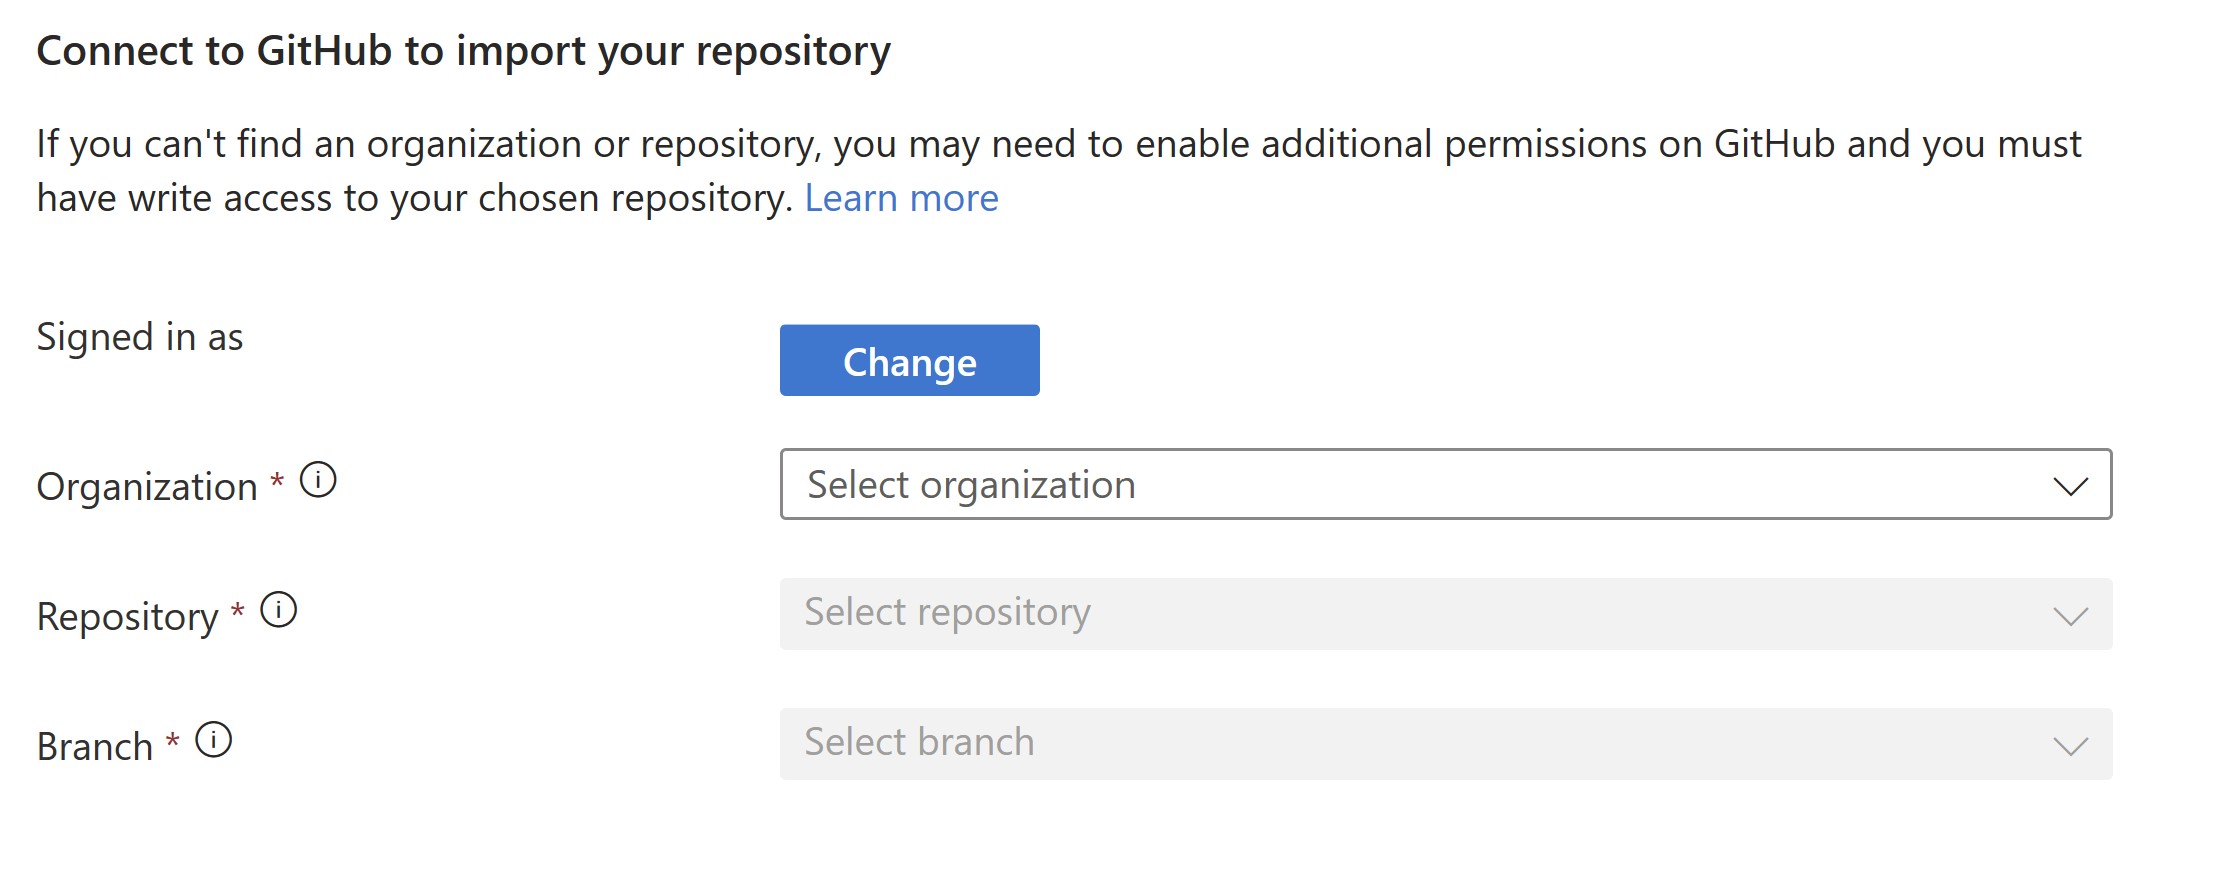 Connect to GitHub to import your repository
If you can't find an organization or repository, you may need to enable additional permissions on GitHub and you must
have write access to your chosen repository. Learn more
Signed in as
Change
Organization *
Select organization
Repository *
Select repository
Branch *
Select branch